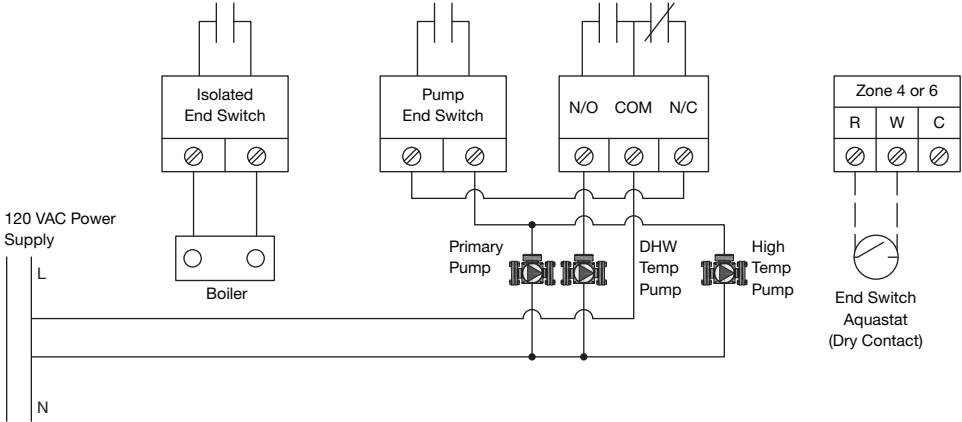 Isolated
End Switch
Pump
End Switch
N/O COM N/C
Zone 4 or 6
R W C
120 VAC Power
Supply
L
N
Boiler
Primary
Pump
DHW
Temp
Pump
High
Temp
Pump
End Switch
Aquastat
(Dry Contact)